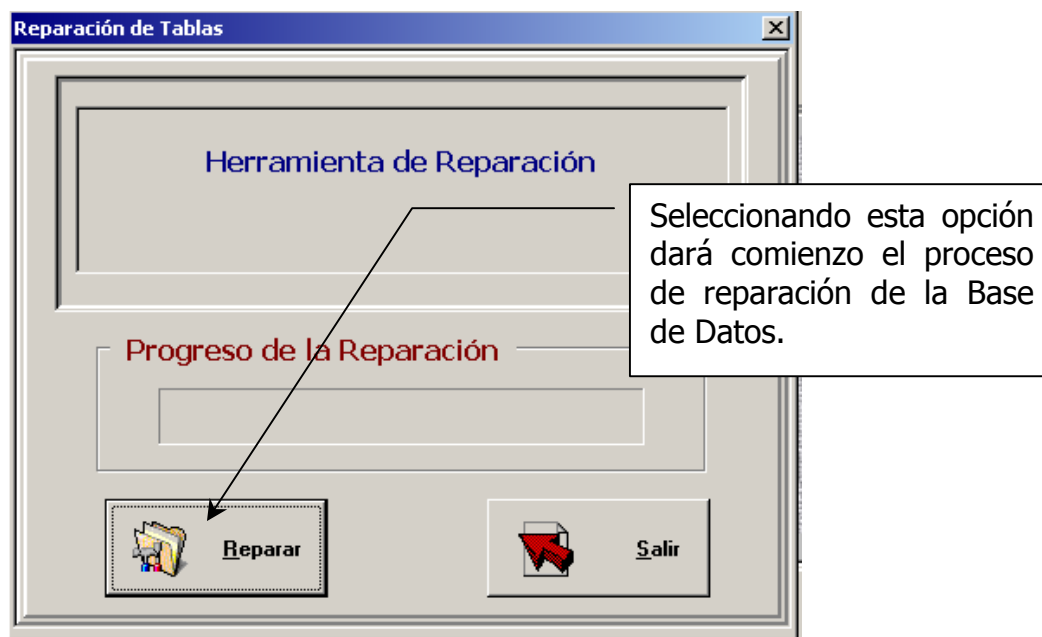 Reparación de Tablas
Herramienta de Reparación
Seleccionando esta opción
dará comienzo el proceso
de reparación de la Base
de Datos.
Progreso de la Reparación
Reparar
Salir